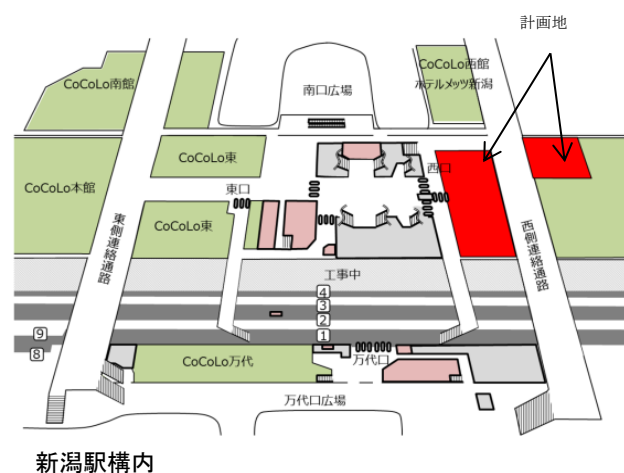 計画地
CoCoLo西館
ホテルメッツ新潟
CoCoLo南館
南口広場
CoCoLo東
西口
CoCoLo本館
東口
CoCoLo東
東側連絡通路
西側連絡通路
工事中
4
3
2
9
1
8
CoCoLo万代
万代口
万代口広場
新潟駅構内